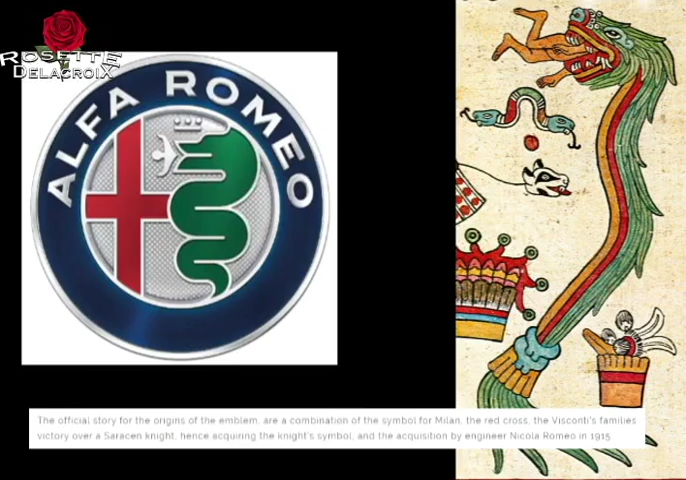 ROSETTE
DELACROIX
ALFA ROMEO
The official story for the origins of the emblem, are a combination of the symbol for Milan, the red cross, the Visconti's families
victory over a Saracen knight, hence acquiring the knight's symbol, and the acquisition by engineer Nicola Romeo in 1915